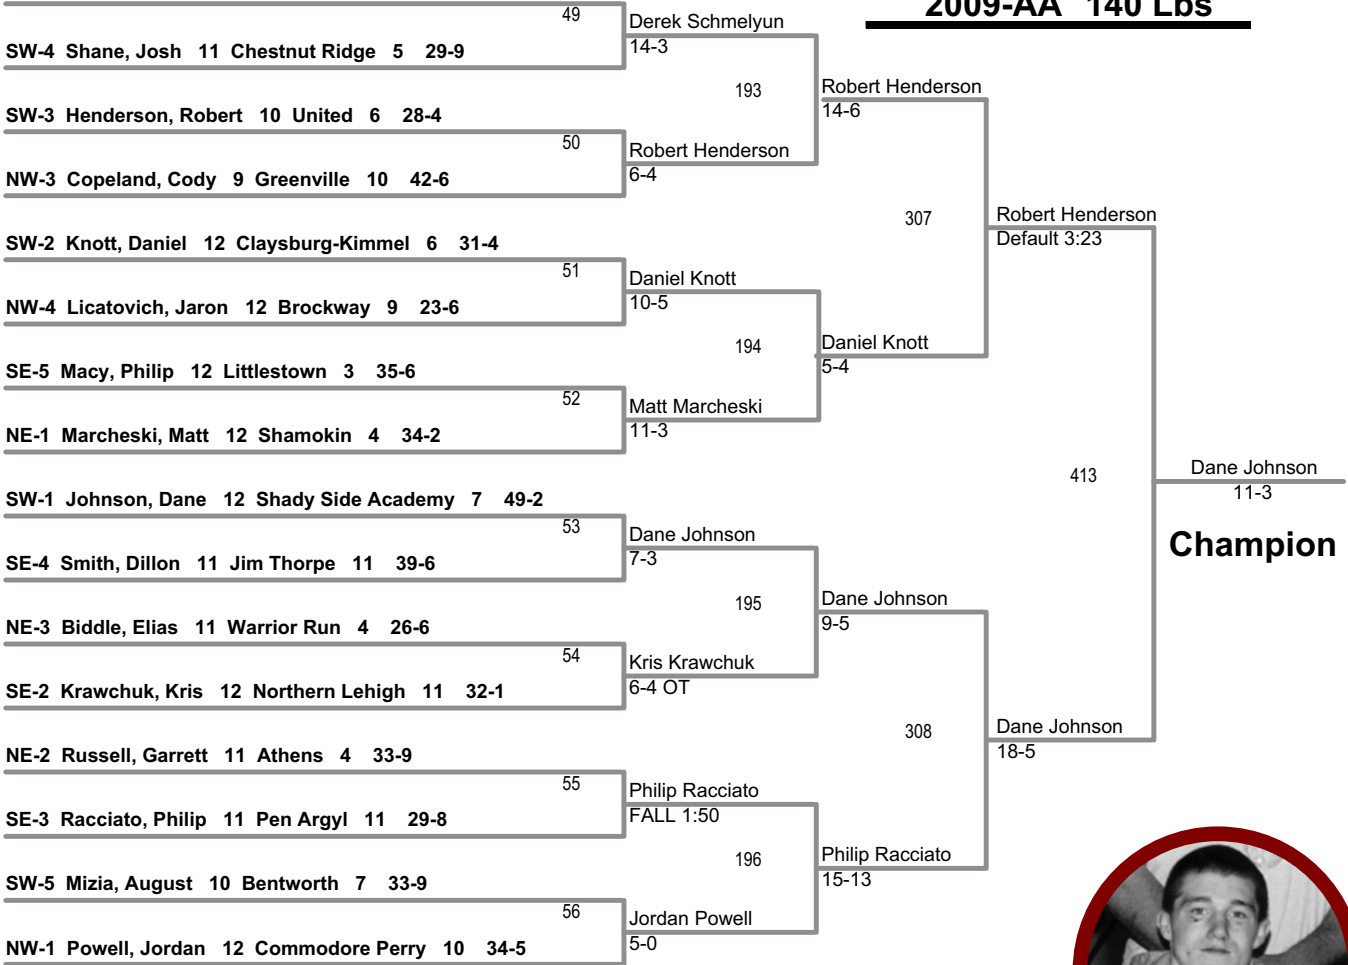 2009-AA 140 Lbs
49
Derek Schmelyun
14-3
SW-4 Shane, Josh 11 Chestnut Ridge 5 29-9
193
Robert Henderson
14-6
SW-3 Henderson, Robert 10 United 6 28-4
50
Robert Henderson
6-4
NW-3 Copeland, Cody 9 Greenville 10 42-6
307
Robert Henderson
Default 3:23
SW-2 Knott, Daniel 12 Claysburg-Kimmel 6 31-4
51
Daniel Knott
10-5
NW-4 Licatovich, Jaron 12 Brockway 9 23-6
194
Daniel Knott
5-4
SE-5 Macy, Philip 12 Littlestown 3 35-6
52
Matt Marcheski
11-3
NE-1 Marcheski, Matt 12 Shamokin 4 34-2
413
Dane Johnson
11-3
Champion
SW-1 Johnson, Dane 12 Shady Side Academy 7 49-2
53
Dane Johnson
7-3
SE-4 Smith, Dillon 11 Jim Thorpe 11 39-6
195
Dane Johnson
9-5
NE-3 Biddle, Elias 11 Warrior Run 4 26-6
54
Kris Krawchuk
6-4 OT
SE-2 Krawchuk, Kris 12 Northern Lehigh 11 32-1
308
Dane Johnson
18-5
NE-2 Russell, Garrett 11 Athens 4 33-9
55
Philip Racciato
FALL 1:50
SE-3 Racciato, Philip 11 Pen Argyl 11 29-8
196
Philip Racciato
15-13
SW-5 Mizia, August 10 Bentworth 7 33-9
56
Jordan Powell
5-0
NW-1 Powell, Jordan 12 Commodore Perry 10 34-5